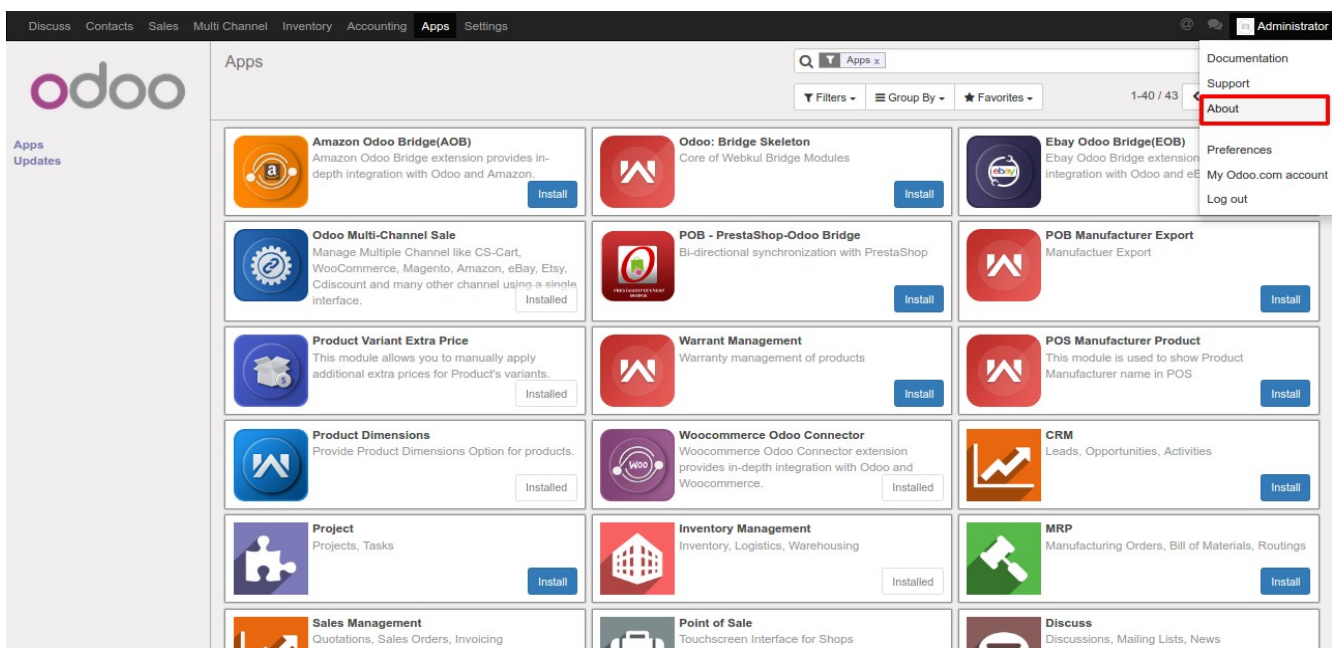 Discuss Contacts Sales Multi Channel Inventory Accounting Apps Settings @ Administrator
odoo
Apps
Updates
Apps
Apps x
Filters Group By Favorites 1-40 / 43
Documentation
Support
About
Preferences
My Odoo.com account
Log out
Amazon Odoo Bridge(AOB)
Amazon Odoo Bridge extension provides in-
depth integration with Odoo and Amazon.
Install
Odoo: Bridge Skeleton
Core of Webkul Bridge Modules
Install
Ebay Odoo Bridge(EOB)
Ebay Odoo Bridge extension
integration with Odoo and eB
Odoo Multi-Channel Sale
Manage Multiple Channel like CS-Cart,
WooCommerce, Magento, Amazon, eBay, Etsy,
Cdiscount and many other channel using a single
interface.
Installed
POB - PrestaShop-Odoo Bridge
Bi-directional synchronization with PrestaShop
Install
POB Manufacturer Export
Manufactuer Export
Install
Product Variant Extra Price
This module allows you to manually apply
additional extra prices for Product's variants.
Installed
Warrant Management
Warranty management of products
Install
POS Manufacturer Product
This module is used to show Product
Manufacturer name in POS
Install
Product Dimensions
Provide Product Dimensions Option for products.
Installed
Woo
Woocommerce Odoo Connector
Woocommerce Odoo Connector extension
provides in-depth integration with Odoo and
Woocommerce.
Installed
CRM
Leads, Opportunities, Activities
Install
Project
Projects, Tasks
Install
Inventory Management
Inventory, Logistics, Warehousing
Installed
MRP
Manufacturing Orders, Bill of Materials, Routings
Install
Sales Management
Quotations, Sales Orders, Invoicing
Point of Sale
Touchscreen Interface for Shops
Discuss
Discussions, Mailing Lists, News